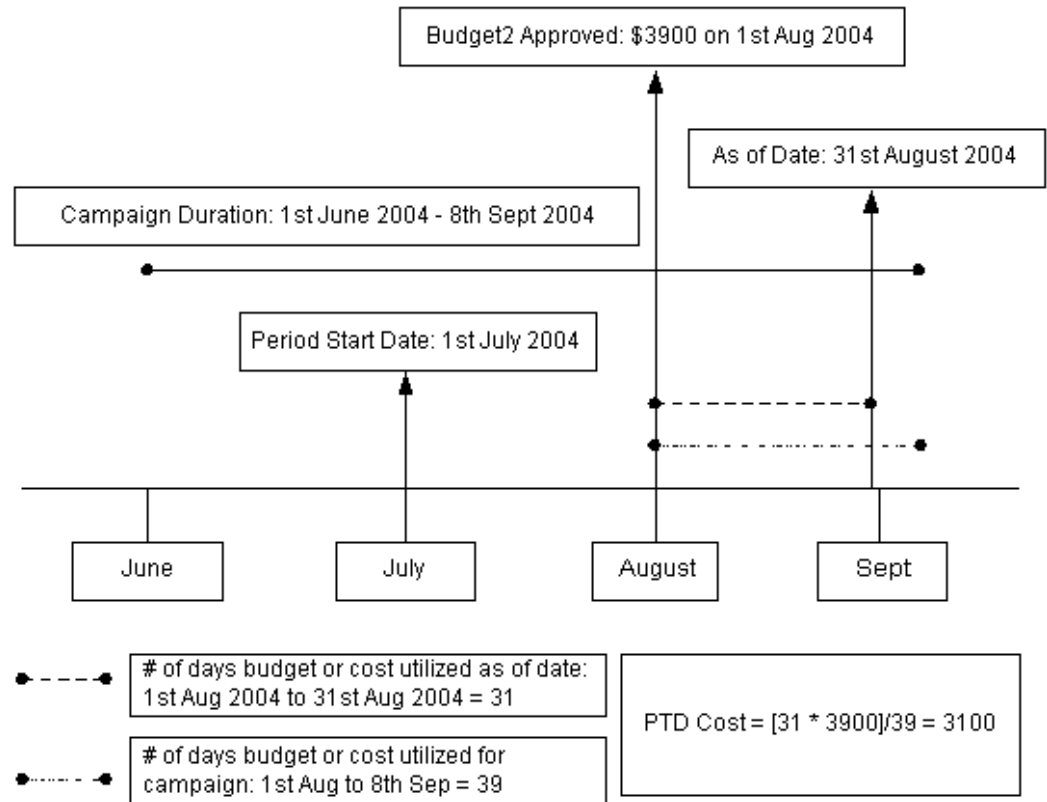 Budget2 Approved: $3900 on 1st Aug 2004
As of Date: 31st August 2004
Campaign Duration: 1st June 2004 - 8th Sept 2004
Period Start Date: 1st July 2004
June
July
August
Sept
# of days budget or cost utilized as of date:
1st Aug 2004 to 31st Aug 2004 = 31
PTD Cost = [31 * 3900]/39 = 3100
# of days budget or cost utilized for
campaign: 1st Aug to 8th Sep = 39